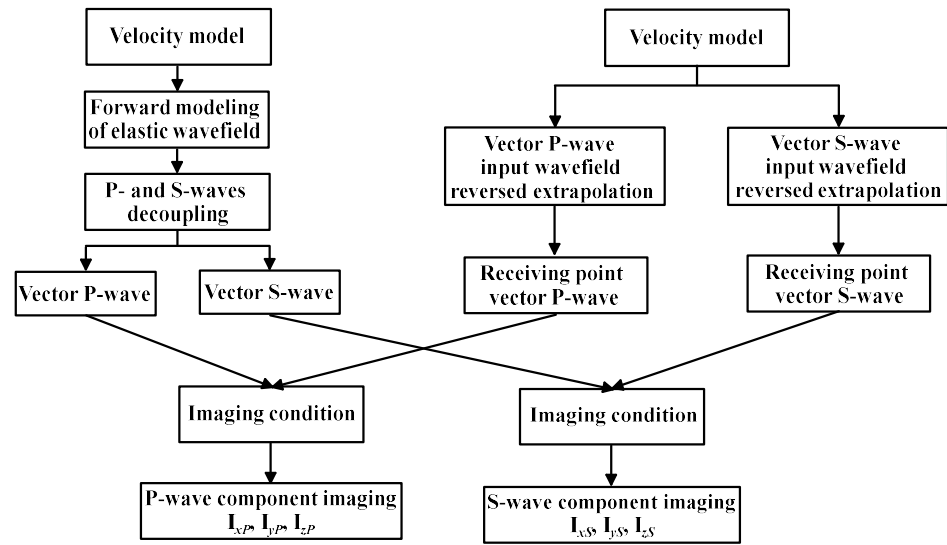 Velocity model
Velocity model
Forward modeling
of elastic wavefield
Vector P-wave
input wavefield
reversed extrapolation
Vector S-wave
input wavefield
reversed extrapolation
P- and S-waves
decoupling
Vector P-wave
Vector S-wave
Receiving point
vector P-wave
Receiving point
vector S-wave
Imaging condition
Imaging condition
P-wave component imaging
IxP, IyP, IzP
S-wave component imaging
IxS, IyS, IzS